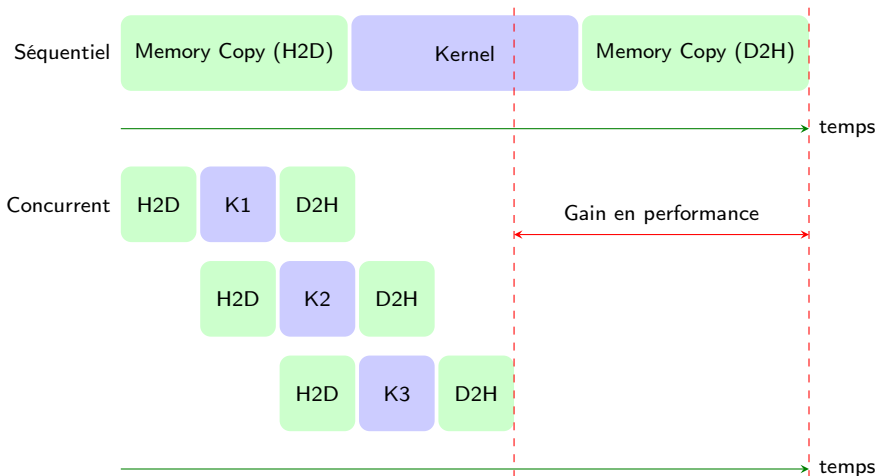 Séquentiel
Memory Copy (H2D)
Kernel
Memory Copy (D2H)
temps
Concurrent
H2D
K1
D2H
Gain en performance
H2D
K2
D2H
H2D
K3
D2H
temps